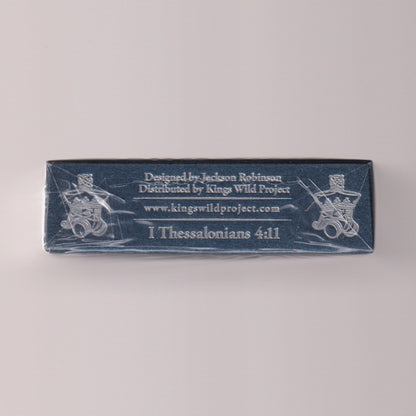 Designed by Jackson Robinson
Distributed by Kings Wild Project
www.kingswildproject.com
I Thessalonians 4:11